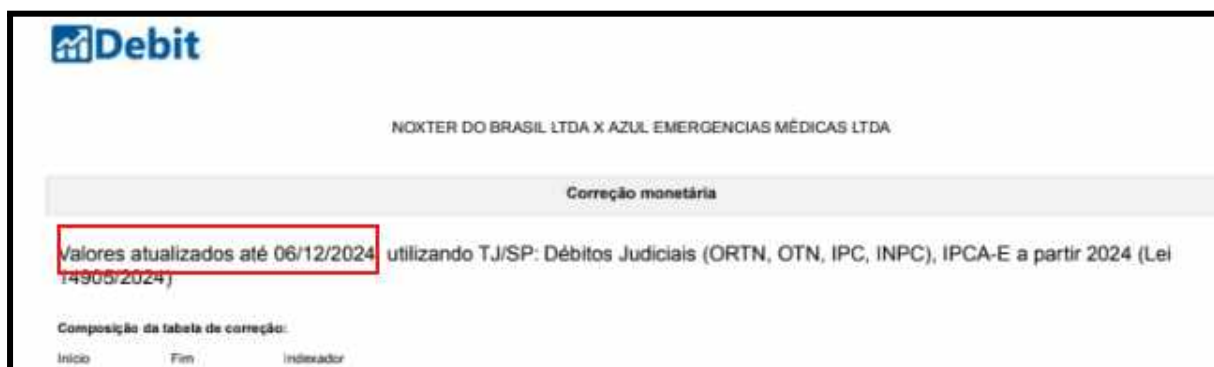 Debit
NOXTER DO BRASIL LTDA X AZUL EMERGENCIAS MÉDICAS LTDA
Correção monetária
Valores atualizados até 06/12/2024 utilizando TJ/SP: Débitos Judiciais (ORTN, OTN, IPC, INPC), IPCA-E a partir 2024 (Lei
14905/2024)
Composição da tabela de correção:
Início Fim Indexador